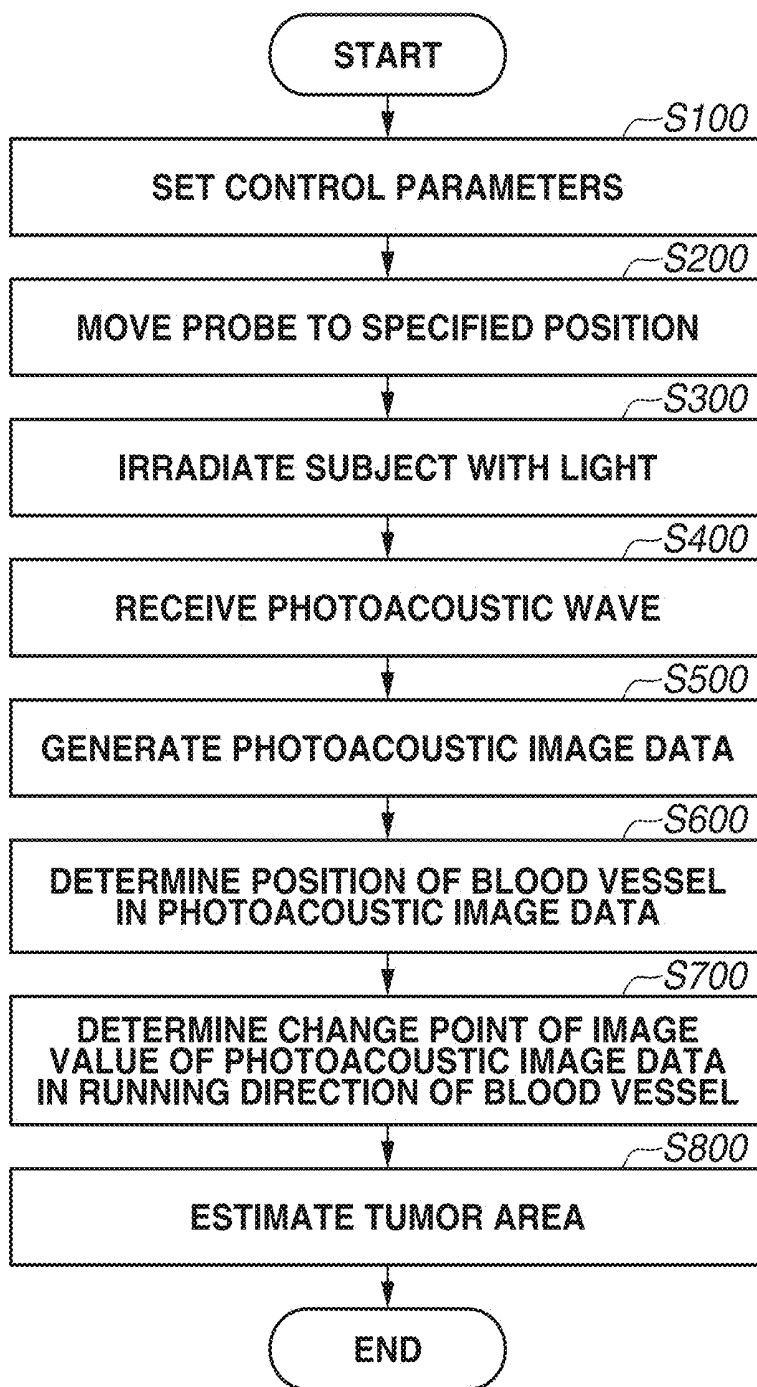 START
S100
SET CONTROL PARAMETERS
S200
MOVE PROBE TO SPECIFIED POSITION
S300
IRRADIATE SUBJECT WITH LIGHT
S400
RECEIVE PHOTOACOUSTIC WAVE
S500
GENERATE PHOTOACOUSTIC IMAGE DATA
S600
DETERMINE POSITION OF BLOOD VESSEL
IN PHOTOACOUSTIC IMAGE DATA
S700
DETERMINE CHANGE POINT OF IMAGE
VALUE OF PHOTOACOUSTIC IMAGE DATA
IN RUNNING DIRECTION OF BLOOD VESSEL
S800
ESTIMATE TUMOR AREA
END